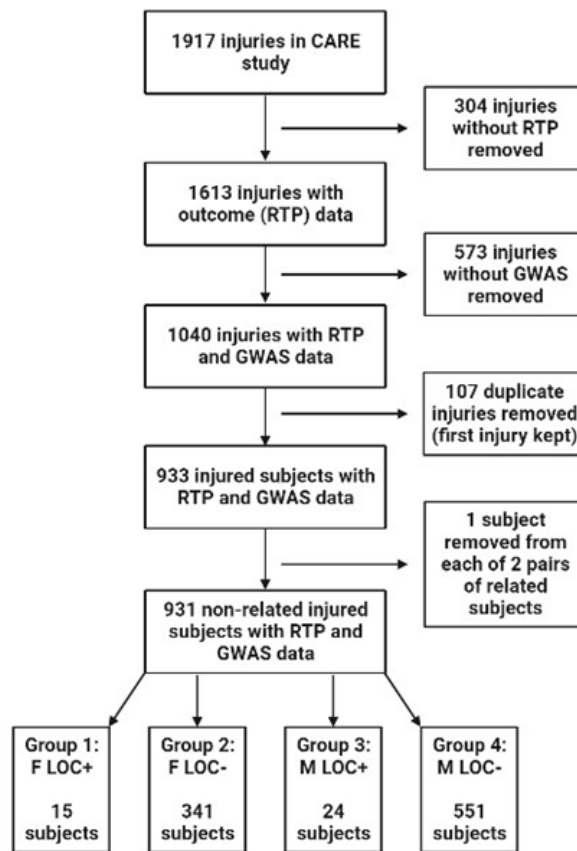 1917 injuries in CARE
study
304 injuries
without RTP
removed
1613 injuries with
outcome (RTP) data
573 injuries
without GWAS
removed
1040 injuries with RTP
and GWAS data
107 duplicate
injuries removed
(first injury kept)
933 injured subjects with
RTP and GWAS data
1 subject
removed from
each of 2 pairs
of related
subjects
931 non-related injured
subjects with RTP and
GWAS data
Group 1:
F LOC+
15
subjects
Group 2:
F LOC-
341
subjects
Group 3:
M LOC+
24
subjects
Group 4:
M LOC-
551
subjects